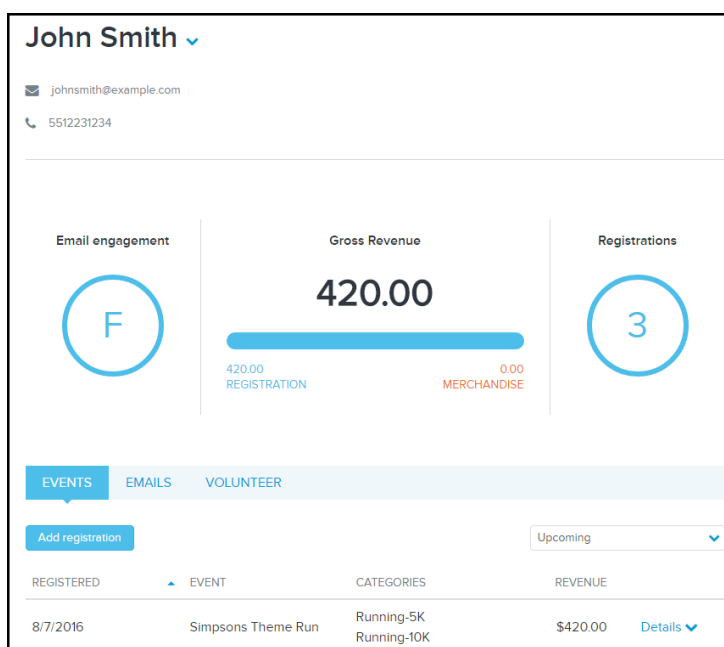 John Smith
johnsmith@example.com
5512231234
Email engagement
F
Gross Revenue
420.00
420.00
REGISTRATION
0.00
MERCHANDISE
Registrations
3
EVENTS EMAILS VOLUNTEER
Add registration
Upcoming
REGISTERED EVENT CATEGORIES REVENUE
8/7/2016 Simpsons Theme Run Running-5K $420.00 Details
Running-10K